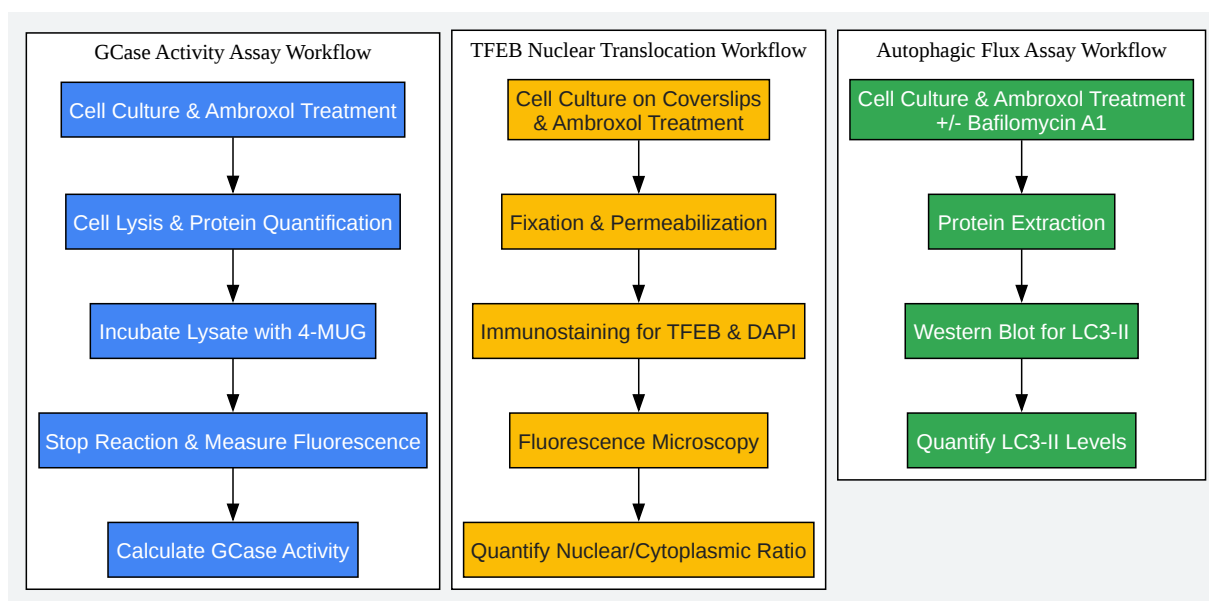 GCase Activity Assay Workflow
Cell Culture & Ambroxol Treatment
Cell Lysis & Protein Quantification
Incubate Lysate with 4-MUG
Stop Reaction & Measure Fluorescence
Calculate GCase Activity
TFEB Nuclear Translocation Workflow
Cell Culture on Coverslips
& Ambroxol Treatment
Fixation & Permeabilization
Immunostaining for TFEB & DAPI
Fluorescence Microscopy
Quantify Nuclear/Cytoplasmic Ratio
Autophagic Flux Assay Workflow
Cell Culture & Ambroxol Treatment
+/- Bafilomycin A1
Protein Extraction
Western Blot for LC3-II
Quantify LC3-II Levels